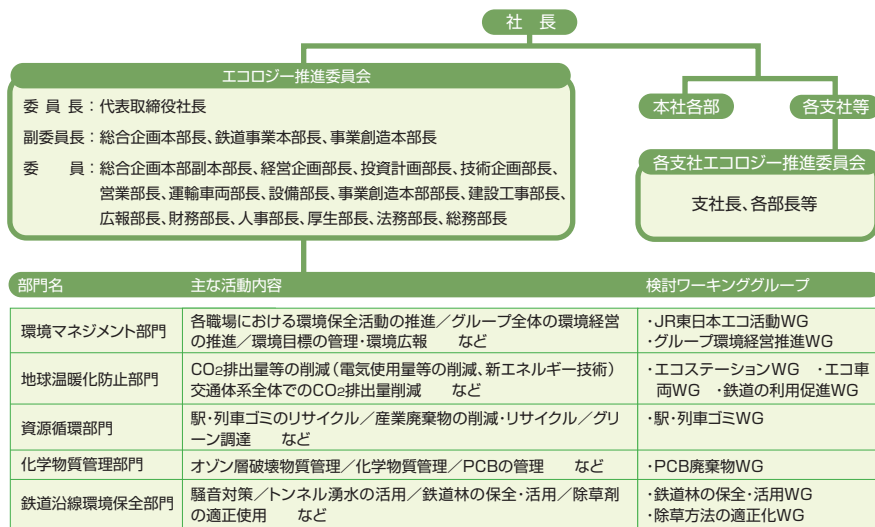 社 長
エコロジー推進委員会
委 員 長：代表取締役社長
副委員長：総合企画本部長、鉄道事業本部長、事業創造本部長
委　　員：総合企画本部副本部長、経営企画部長、投資計画部長、技術企画部長、
営業部長、運輸車両部長、設備部長、事業創造本部部長、建設工事部長、
広報部長、財務部長、人事部長、厚生部長、法務部長、総務部長
本社各部
各支社等
各支社エコロジー推進委員会
支社長、各部長等
部門名 主な活動内容 検討ワーキンググループ
環境マネジメント部門
各職場における環境保全活動の推進／グループ全体の環境経営
の推進／環境目標の管理・環境広報　など
・JR東日本エコ活動WG
・グループ環境経営推進WG
地球温暖化防止部門
CO2排出量等の削減（電気使用量等の削減、新エネルギー技術）
交通体系全体でのCO2排出量削減　など
・エコステーションWG　・エコ車
両WG　・鉄道の利用促進WG
資源循環部門
駅・列車ゴミのリサイクル／産業廃棄物の削減・リサイクル／グリ
ーン調達　など
・駅・列車ゴミWG
化学物質管理部門
オゾン層破壊物質管理／化学物質管理／PCBの管理　など
・PCB廃棄物WG
鉄道沿線環境保全部門
騒音対策／トンネル湧水の活用／鉄道林の保全・活用／除草剤
の適正使用　など
・鉄道林の保全・活用WG
・除草方法の適正化WG